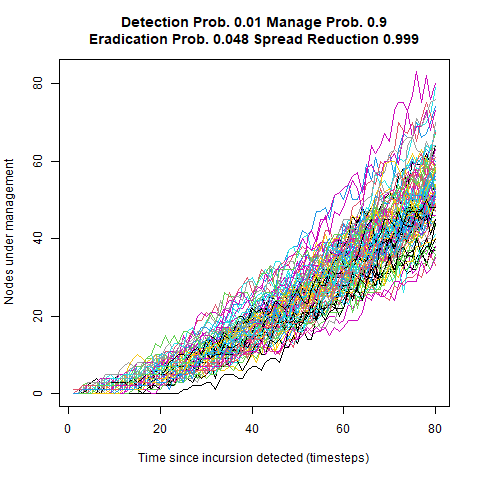 Detection Prob. 0.01 Manage Prob. 0.9
Eradication Prob. 0.048 Spread Reduction 0.999
Nodes under management
80
60
40
20
0
0 20 40 60 80
Time since incursion detected (timesteps)